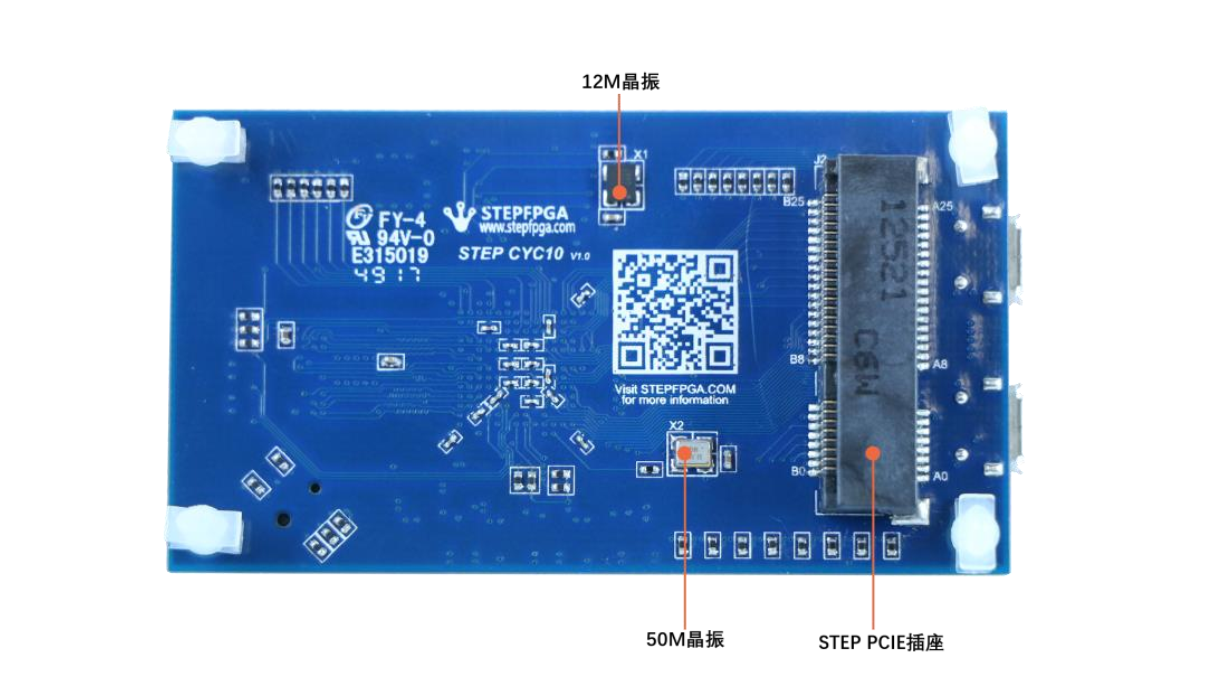 12M晶振
X1
J2
B25
A25
FY-4
94V-0
E315019
4917
STEPFPGA
www.stepfpga.com
STEP CYC10 V1.0
12521
C6W
B8
A8
Visit STEPFPGA.COM
for more information
X2
B0
A0
50M晶振
STEP PCIE插座